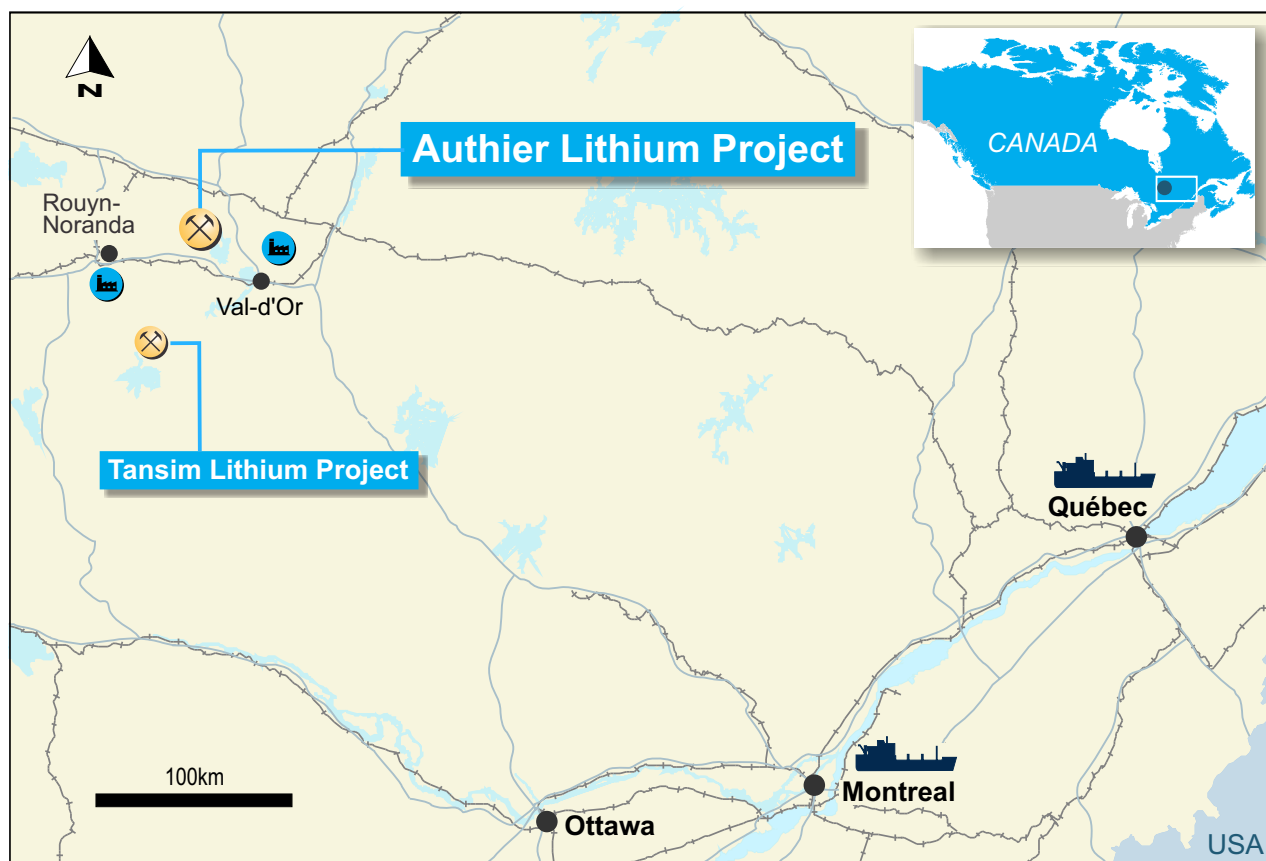 N
Authier Lithium Project
CANADA
Rouyn-
Noranda
Val-d'Or
Tansim Lithium Project
Québec
100km
Montreal
Ottawa
USA